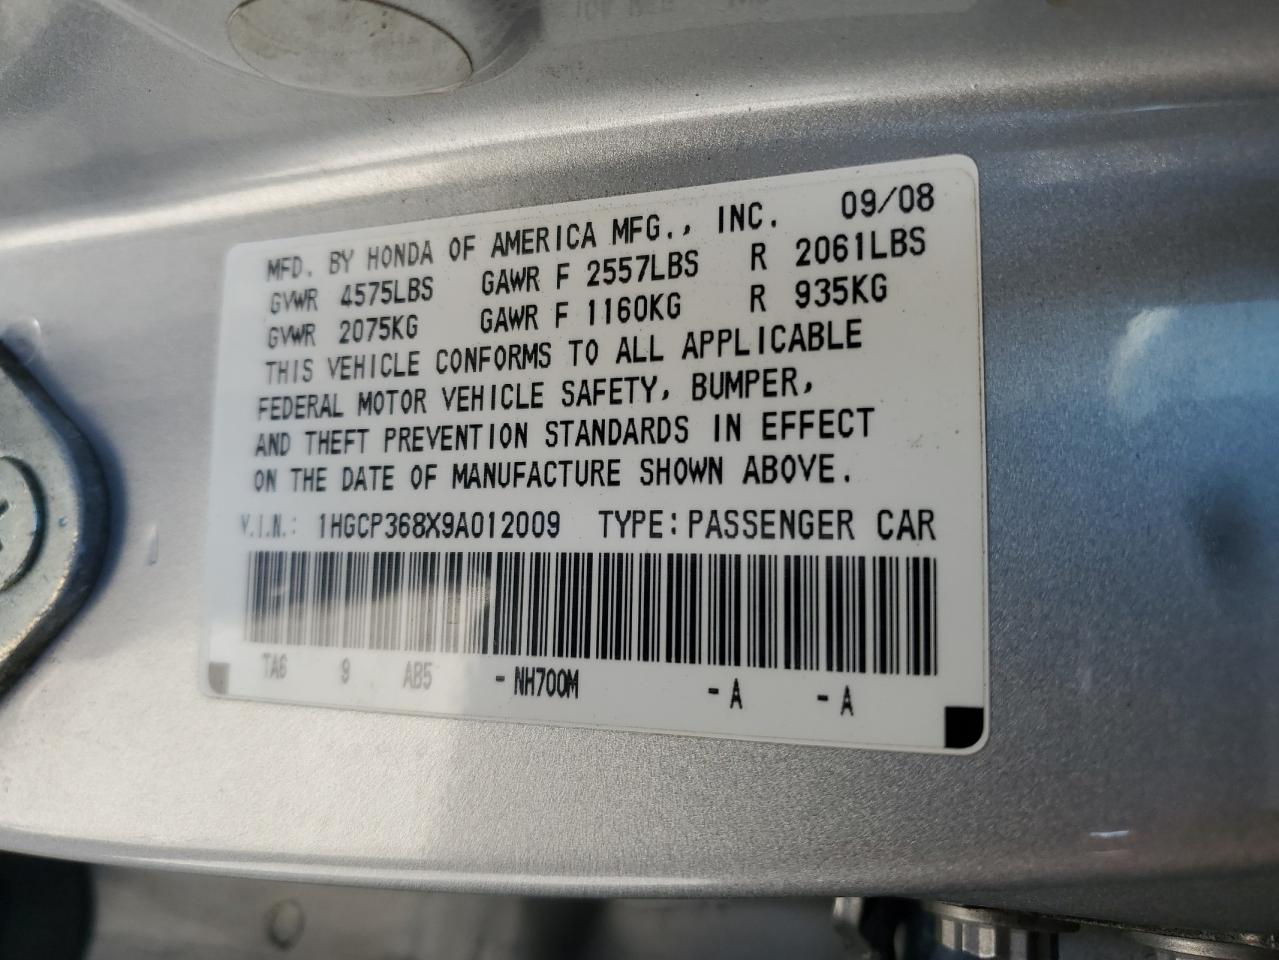 MFD. BY HONDA OF AMERICA MFG., INC. 09/08
GVWR 4575LBS GAWR F 2557LBS R 2061LBS
GVWR 2075KG GAWR F 1160KG R 935KG
THIS VEHICLE CONFORMS TO ALL APPLICABLE
FEDERAL MOTOR VEHICLE SAFETY, BUMPER,
AND THEFT PREVENTION STANDARDS IN EFFECT
ON THE DATE OF MANUFACTURE SHOWN ABOVE.
V.I.N.: 1HGCP368X9A012009 TYPE: PASSENGER CAR
TA6 9 AB5 - NH700M - A - A